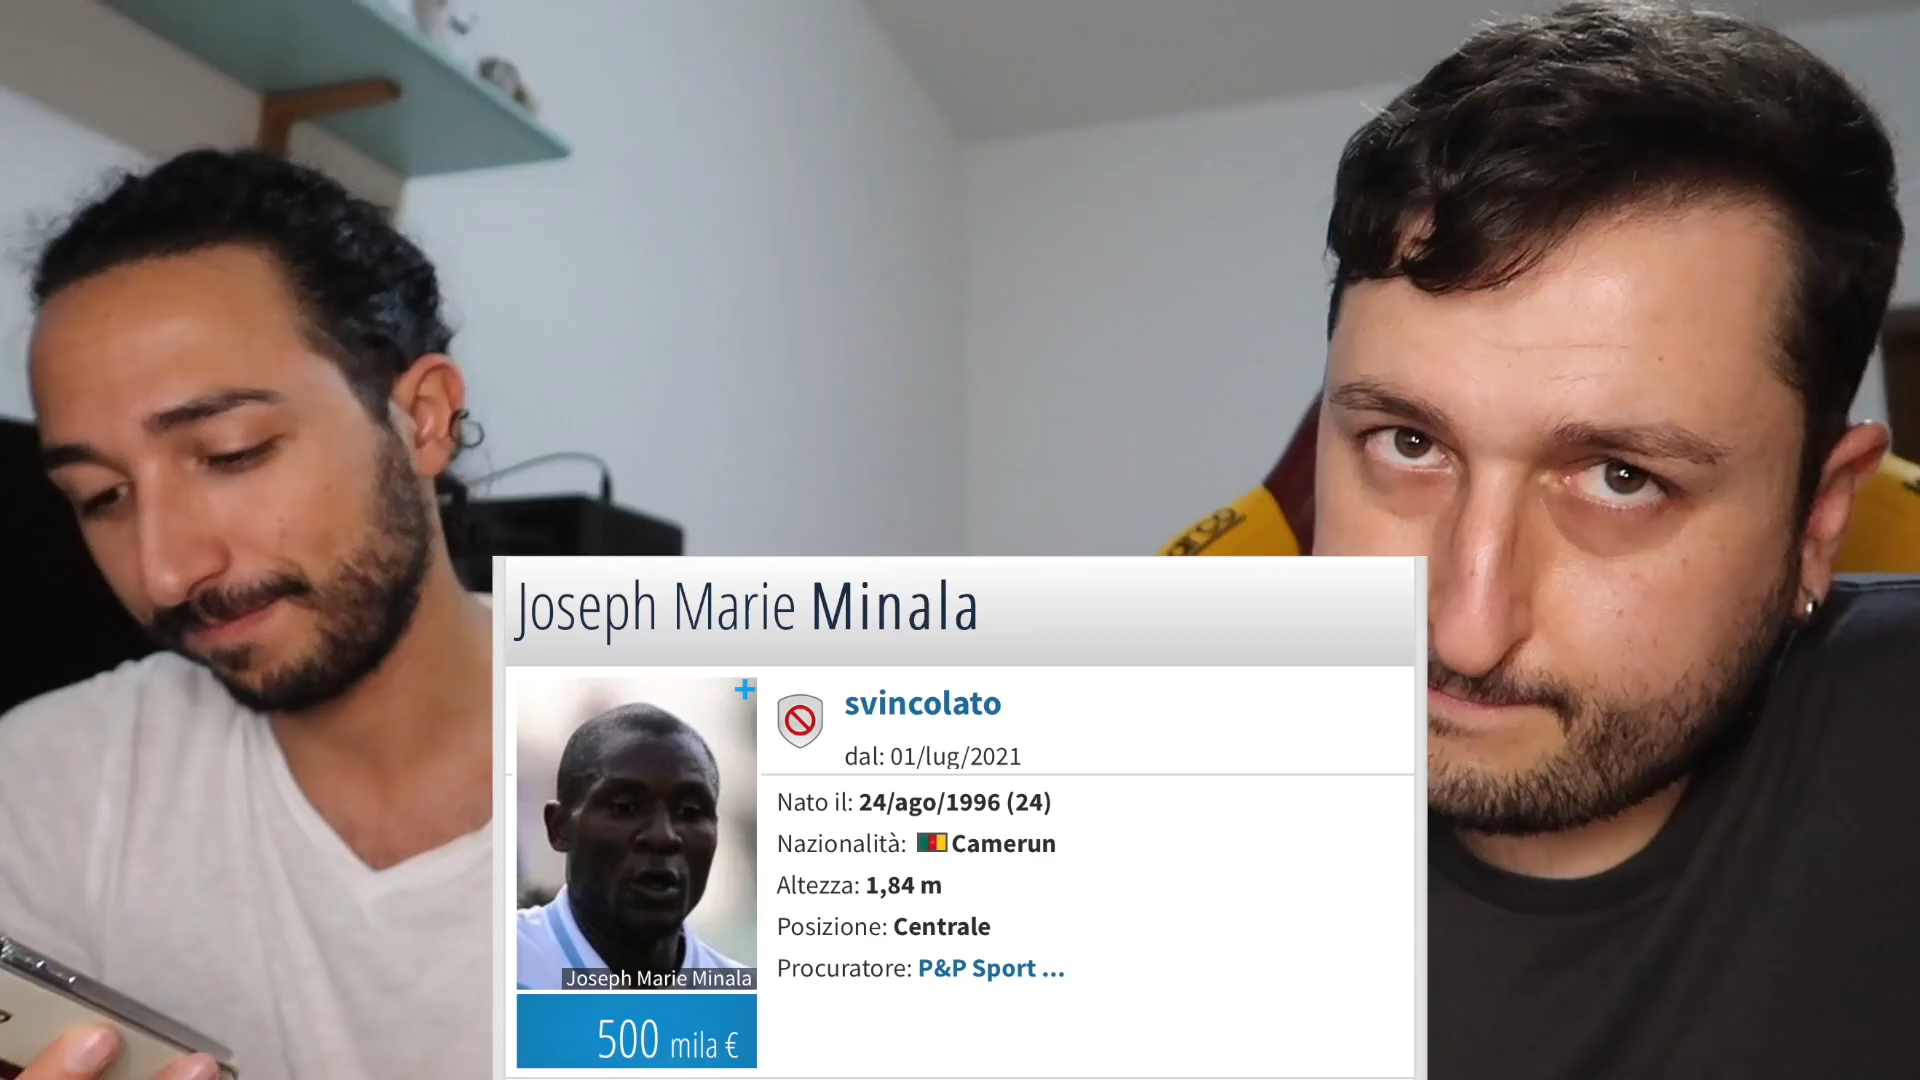 Joseph Marie Minala
svincolato
dal: 01/lug/2021
Nato il: 24/ago/1996 (24)
Nazionalità: Camerun
Altezza: 1,84 m
Posizione: Centrale
Procuratore: P&P Sport ...
Joseph Marie Minala
500 mila €